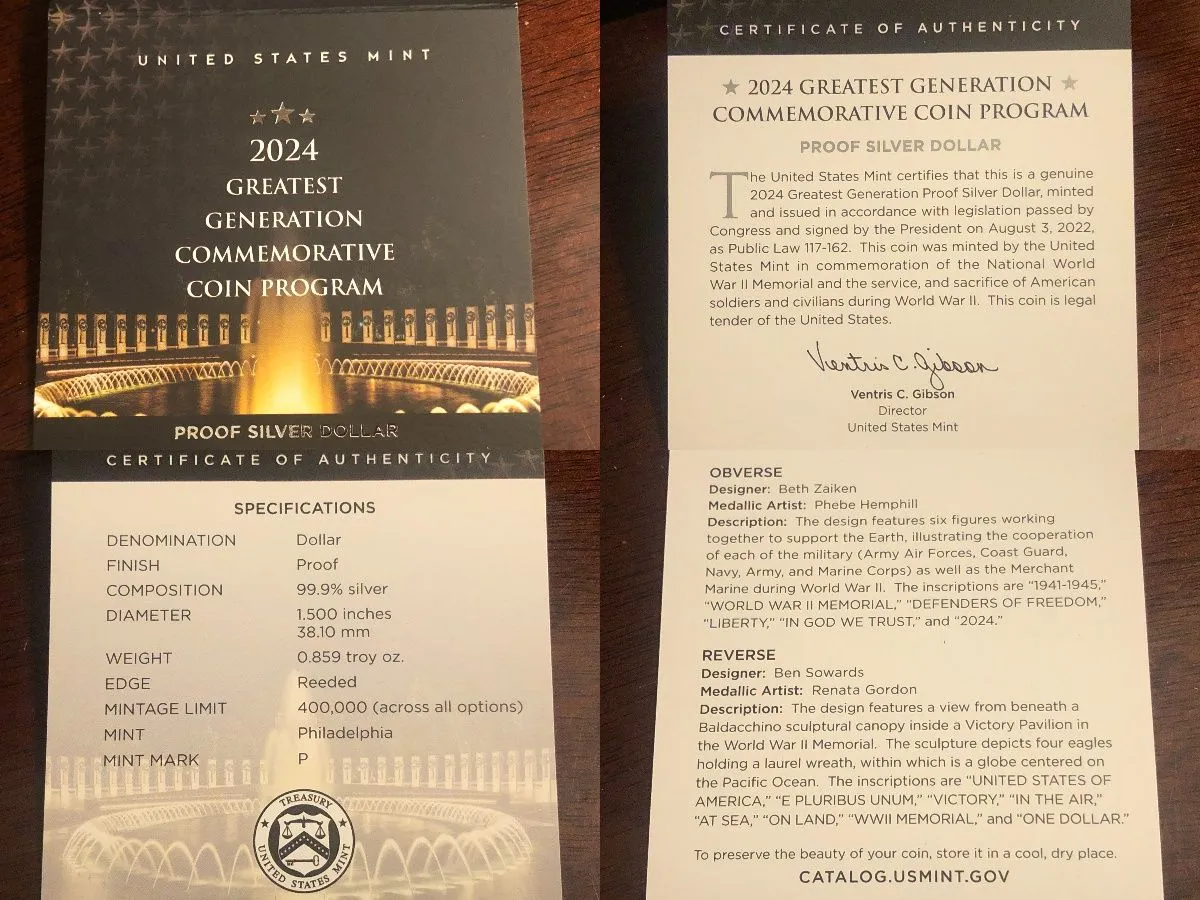 UNITED STATES MINT
2024
GREATEST
GENERATION
COMMEMORATIVE
COIN PROGRAM
PROOF SILVER DOLLAR
CERTIFICATE OF AUTHENTICITY
2024 GREATEST GENERATION
COMMEMORATIVE COIN PROGRAM
PROOF SILVER DOLLAR
The United States Mint certifies that this is a genuine
2024 Greatest Generation Proof Silver Dollar, minted
and issued in accordance with legislation passed by
Congress and signed by the President on August 3, 2022,
as Public Law 117-162. This coin was minted by the United
States Mint in commemoration of the National World
War II Memorial and the service, and sacrifice of American
soldiers and civilians during World War II. This coin is legal
tender of the United States.
Ventris C. Gibson
Ventris C. Gibson
Director
United States Mint
CERTIFICATE OF AUTHENTICITY
SPECIFICATIONS
DENOMINATION Dollar
FINISH Proof
COMPOSITION 99.9% silver
DIAMETER 1.500 inches
38.10 mm
WEIGHT 0.859 troy oz.
EDGE Reeded
MINTAGE LIMIT 400,000 (across all options)
MINT Philadelphia
MINT MARK P
TREASURY
UNITED STATES MINT
OBVERSE
Designer: Beth Zaiken
Medallic Artist: Phebe Hemphill
Description: The design features six figures working
together to support the Earth, illustrating the cooperation
of each of the military (Army Air Forces, Coast Guard,
Navy, Army, and Marine Corps) as well as the Merchant
Marine during World War II. The inscriptions are “1941-1945,”
“WORLD WAR II MEMORIAL,” “DEFENDERS OF FREEDOM,”
“LIBERTY,” “IN GOD WE TRUST,” and “2024.”
REVERSE
Designer: Ben Sowards
Medallic Artist: Renata Gordon
Description: The design features a view from beneath a
Baldacchino sculptural canopy inside a Victory Pavilion in
the World War II Memorial. The sculpture depicts four eagles
holding a laurel wreath, within which is a globe centered on
the Pacific Ocean. The inscriptions are “UNITED STATES OF
AMERICA,” “E PLURIBUS UNUM,” “VICTORY,” “IN THE AIR,”
“AT SEA,” “ON LAND,” “WWII MEMORIAL,” and “ONE DOLLAR.”
To preserve the beauty of your coin, store it in a cool, dry place.
CATALOG.USMINT.GOV